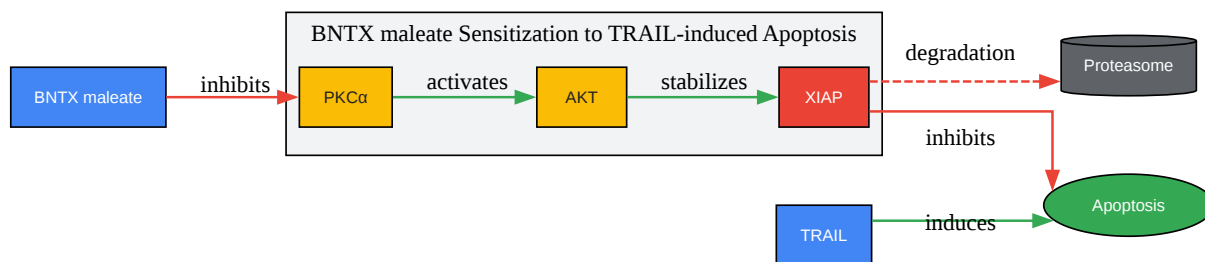 BNTX maleate Sensitization to TRAIL-induced Apoptosis
BNTX maleate
inhibits
PKCα
activates
AKT
stabilizes
XIAP
degradation
Proteasome
inhibits
TRAIL
induces
Apoptosis